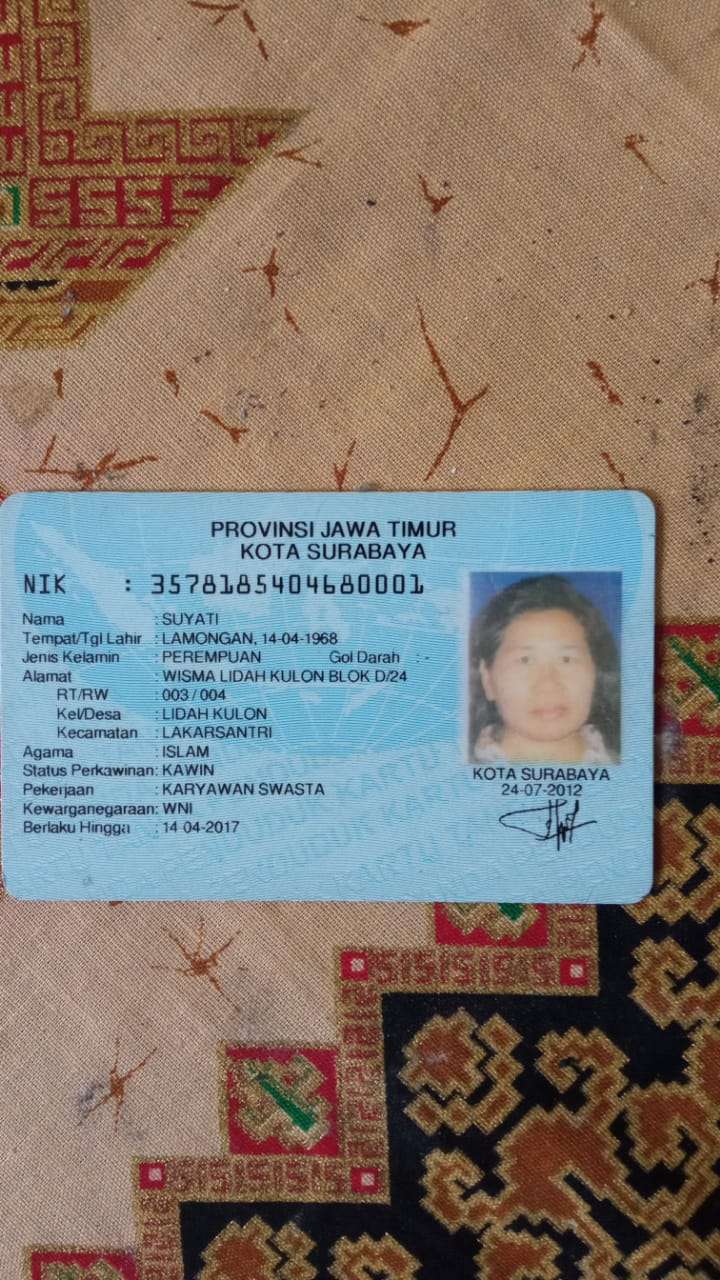 PROVINSI JAWA TIMUR
KOTA SURABAYA
NIK : 3578185404680001
Nama : SUYATI
Tempat/Tgl Lahir : LAMONGAN, 14-04-1968
Jenis Kelamin : PEREMPUAN Gol Darah : -
Alamat : WISMA LIDAH KULON BLOK D/24
RT/RW : 003 / 004
Kel/Desa : LIDAH KULON
Kecamatan : LAKARSANTRI
Agama : ISLAM
Status Perkawinan: KAWIN
Pekerjaan : KARYAWAN SWASTA
Kewarganegaraan: WNI
Berlaku Hingga : 14-04-2017
KOTA SURABAYA
24-07-2012